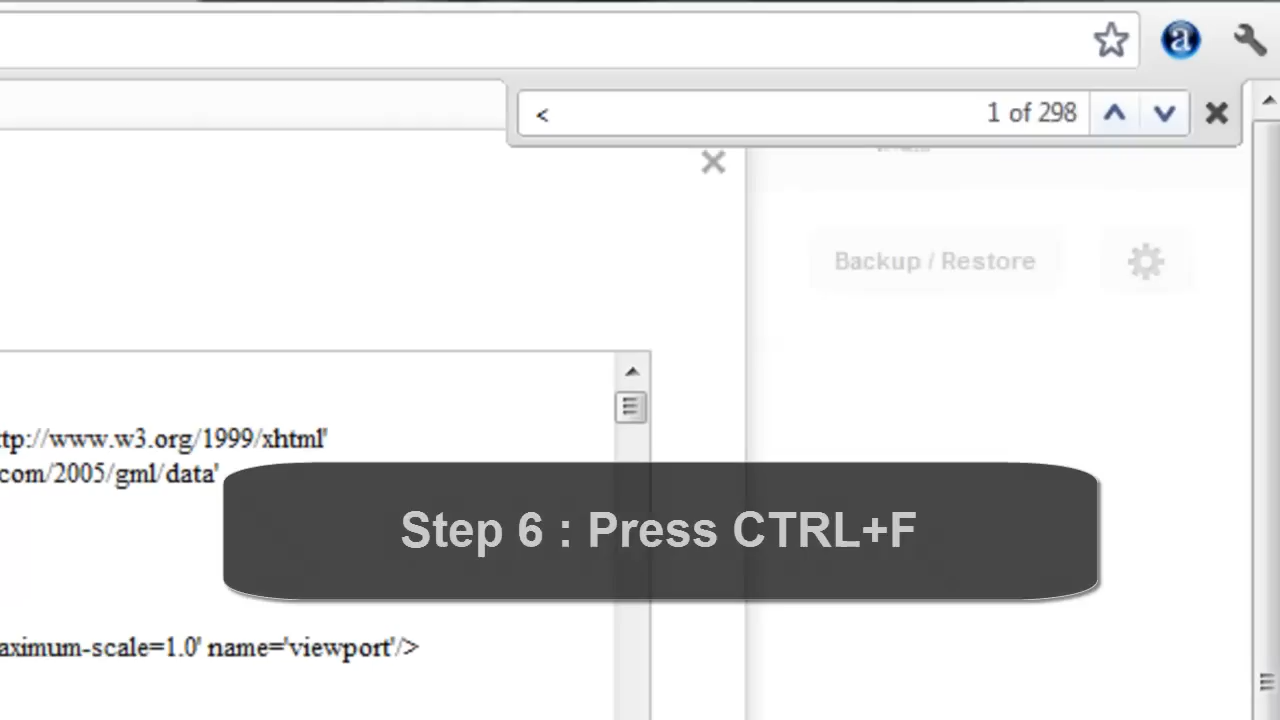 a
< 1 of 298
Backup / Restore
ttp://www.w3.org/1999/xhtml'
.com/2005/gml/data'
Step 6 : Press CTRL+F
aximum-scale=1.0' name='viewport'/>